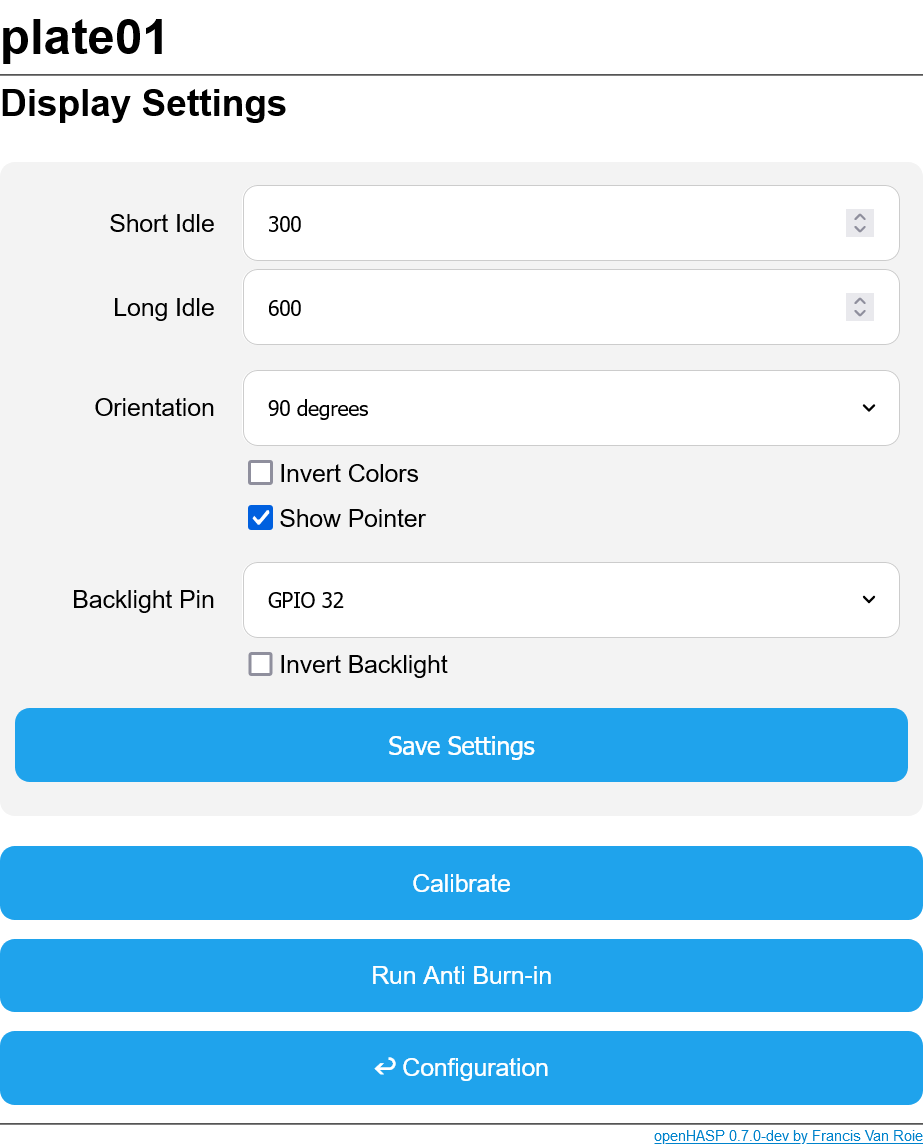 plate01
Display Settings
Short Idle 300
Long Idle 600
Orientation 90 degrees
Invert Colors
Show Pointer
Backlight Pin GPIO 32
Invert Backlight
Save Settings
Calibrate
Run Anti Burn-in
↩ Configuration
openHASP 0.7.0-dev by Francis Van Roie